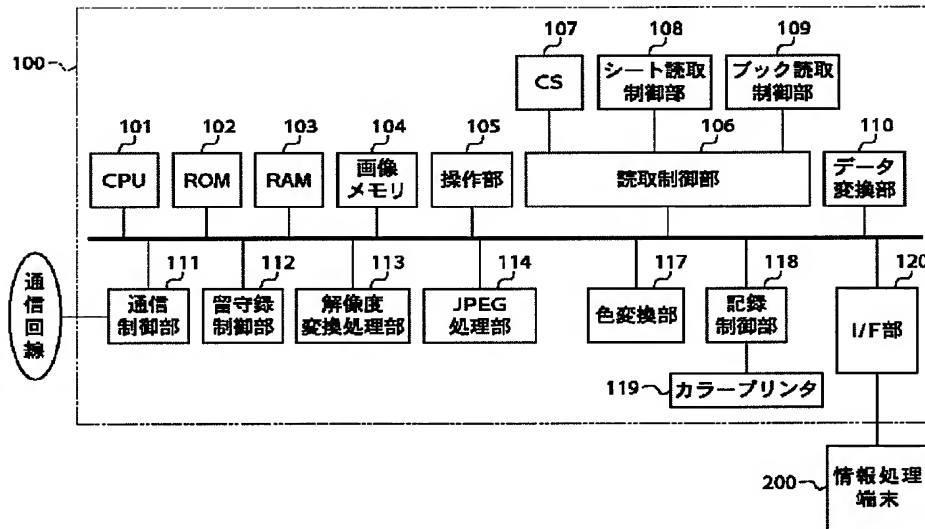 107
108
109
100
CS
シート読取
制御部
ブック読取
制御部
101
102
103
104
105
106
110
CPU
ROM
RAM
画像
メモリ
操作部
読取制御部
データ
変換部
通信回線
111
112
113
114
117
118
120
通信
制御部
留守録
制御部
解像度
変換処理部
JPEG
処理部
色変換部
記録
制御部
I/F部
119
カラープリンタ
200
情報処理
端末